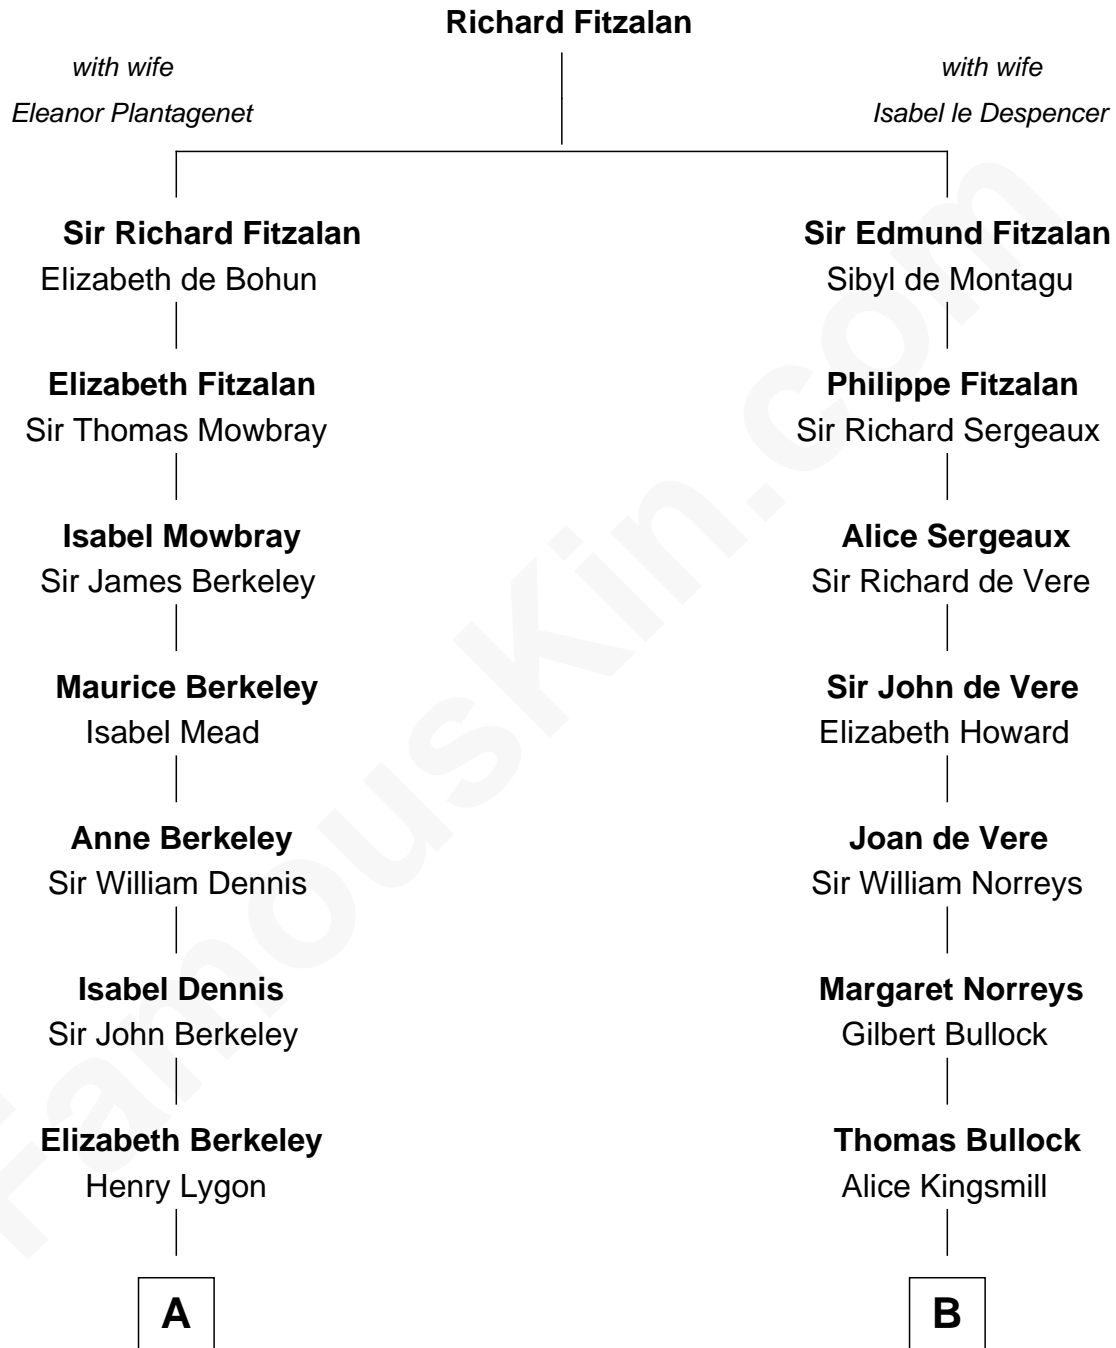 Richard Fitzalan
with wife
Eleanor Plantagenet
with wife
Isabel le Despencer
Sir Richard Fitzalan
Elizabeth de Bohun
Sir Edmund Fitzalan
Sibyl de Montagu
Elizabeth Fitzalan
Sir Thomas Mowbray
Philippe Fitzalan
Sir Richard Sergeaux
Isabel Mowbray
Sir James Berkeley
Alice Sergeaux
Sir Richard de Vere
Maurice Berkeley
Isabel Mead
Sir John de Vere
Elizabeth Howard
Anne Berkeley
Sir William Dennis
Joan de Vere
Sir William Norreys
Isabel Dennis
Sir John Berkeley
Margaret Norreys
Gilbert Bullock
Elizabeth Berkeley
Henry Lygon
Thomas Bullock
Alice Kingsmill
A
B
FamousKin.com